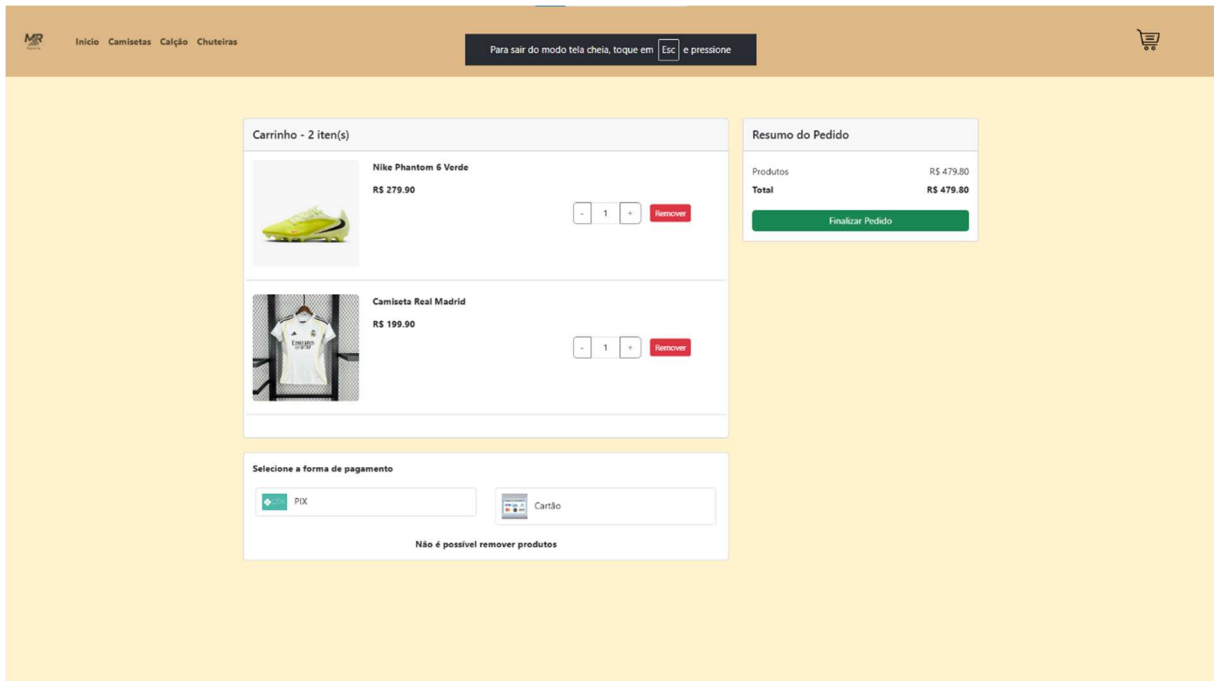 MR
Inicio Camisetas Calção Chuteiras
Para sair do modo tela cheia, toque em Esc e pressione
Carrinho - 2 iten(s)
Nike Phantom 6 Verde
R$ 279.90
- 1 + Remover
Camiseta Real Madrid
R$ 199.90
- 1 + Remover
Resumo do Pedido
Produtos R$ 479.80
Total R$ 479.80
Finalizar Pedido
Selecione a forma de pagamento
PIX
Cartão
Não é possível remover produtos